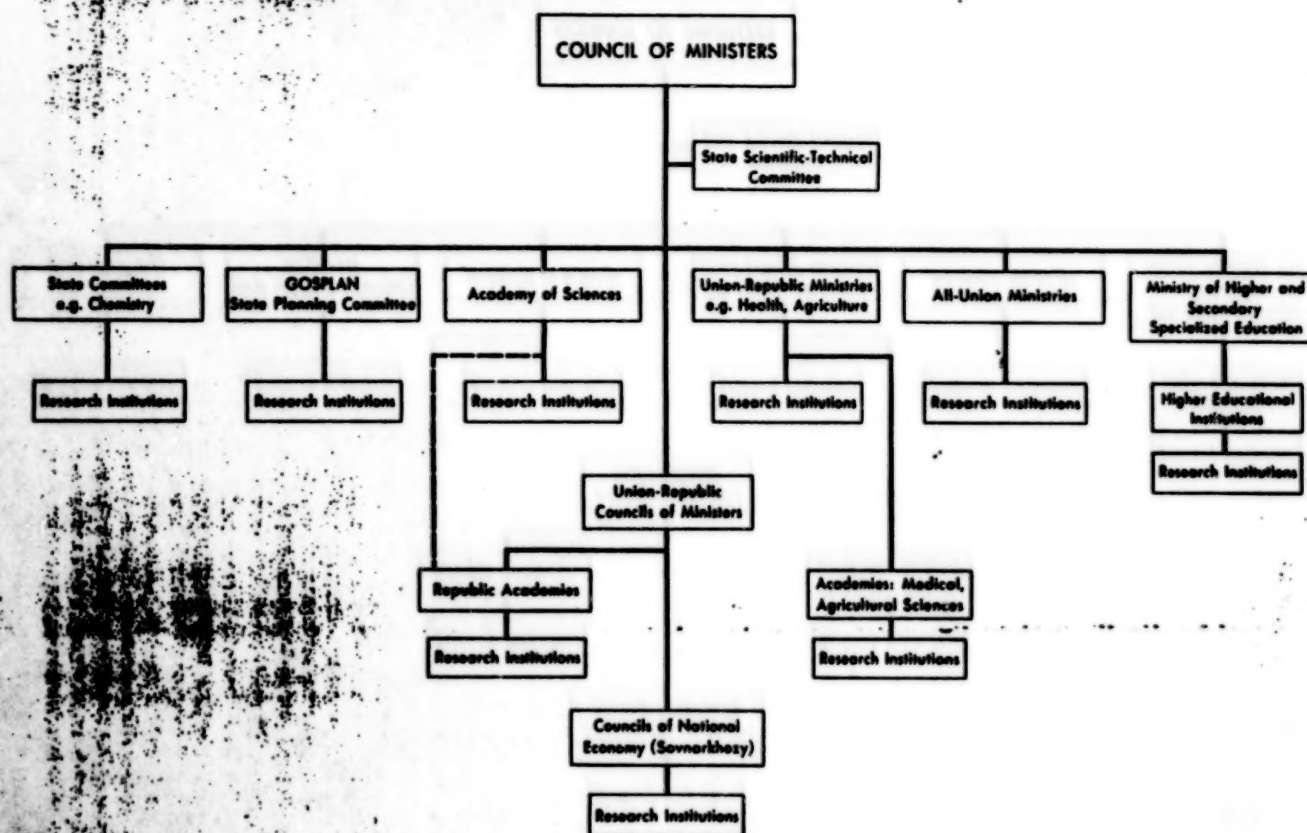 COUNCIL OF MINISTERS
State Scientific-Technical
Committee
State Committees
e.g. Chemistry
GOSPLAN
State Planning Committee
Academy of Sciences
Union-Republic Ministries
e.g. Health, Agriculture
All-Union Ministries
Ministry of Higher and
Secondary
Specialized Education
Research Institutions
Research Institutions
Research Institutions
Research Institutions
Research Institutions
Higher Educational
Institutions
Research Institutions
Union-Republic
Councils of Ministers
Republic Academies
Academies: Medical,
Agricultural Sciences
Research Institutions
Research Institutions
Councils of National
Economy (Sovnarkhozy)
Research Institutions